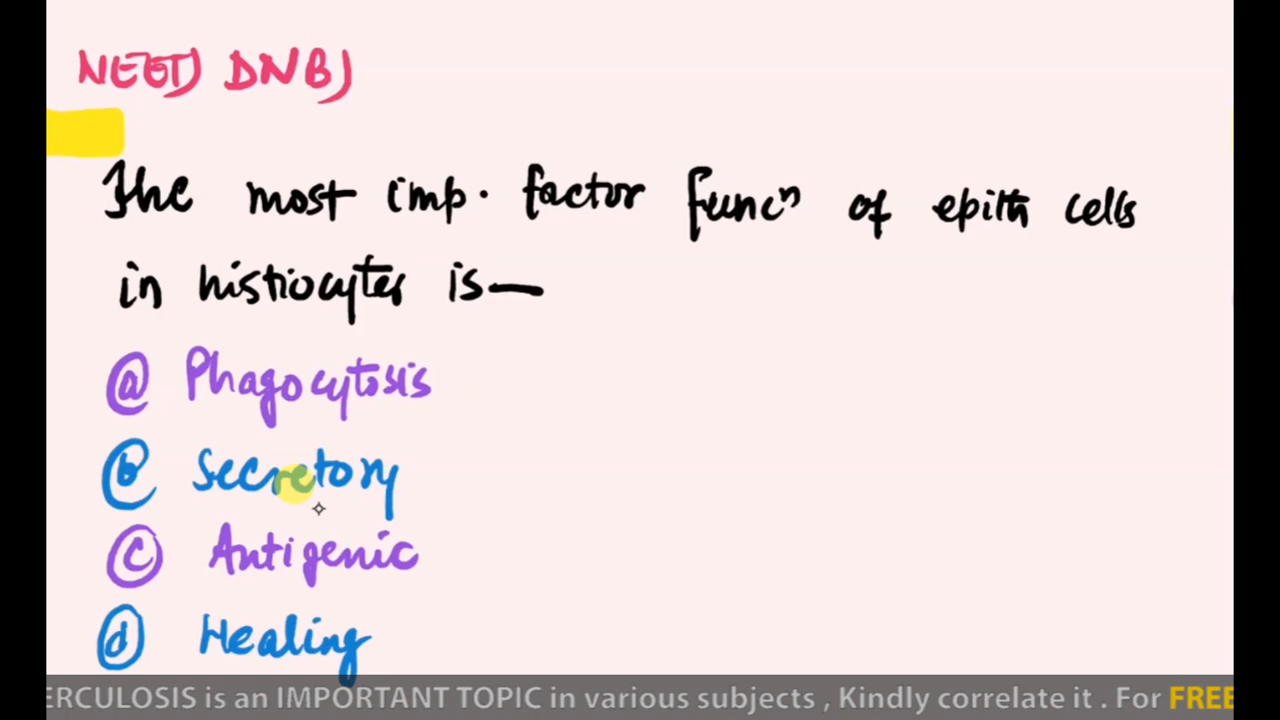 NEET) DNB)
The most imp. factor funcⁿ of epith cells
in histiocytes is—
ⓐ Phagocytosis
ⓑ Secretory
ⓒ Antigenic
ⓓ Healing
ERCULOSIS is an IMPORTANT TOPIC in various subjects , Kindly correlate it . For FREE